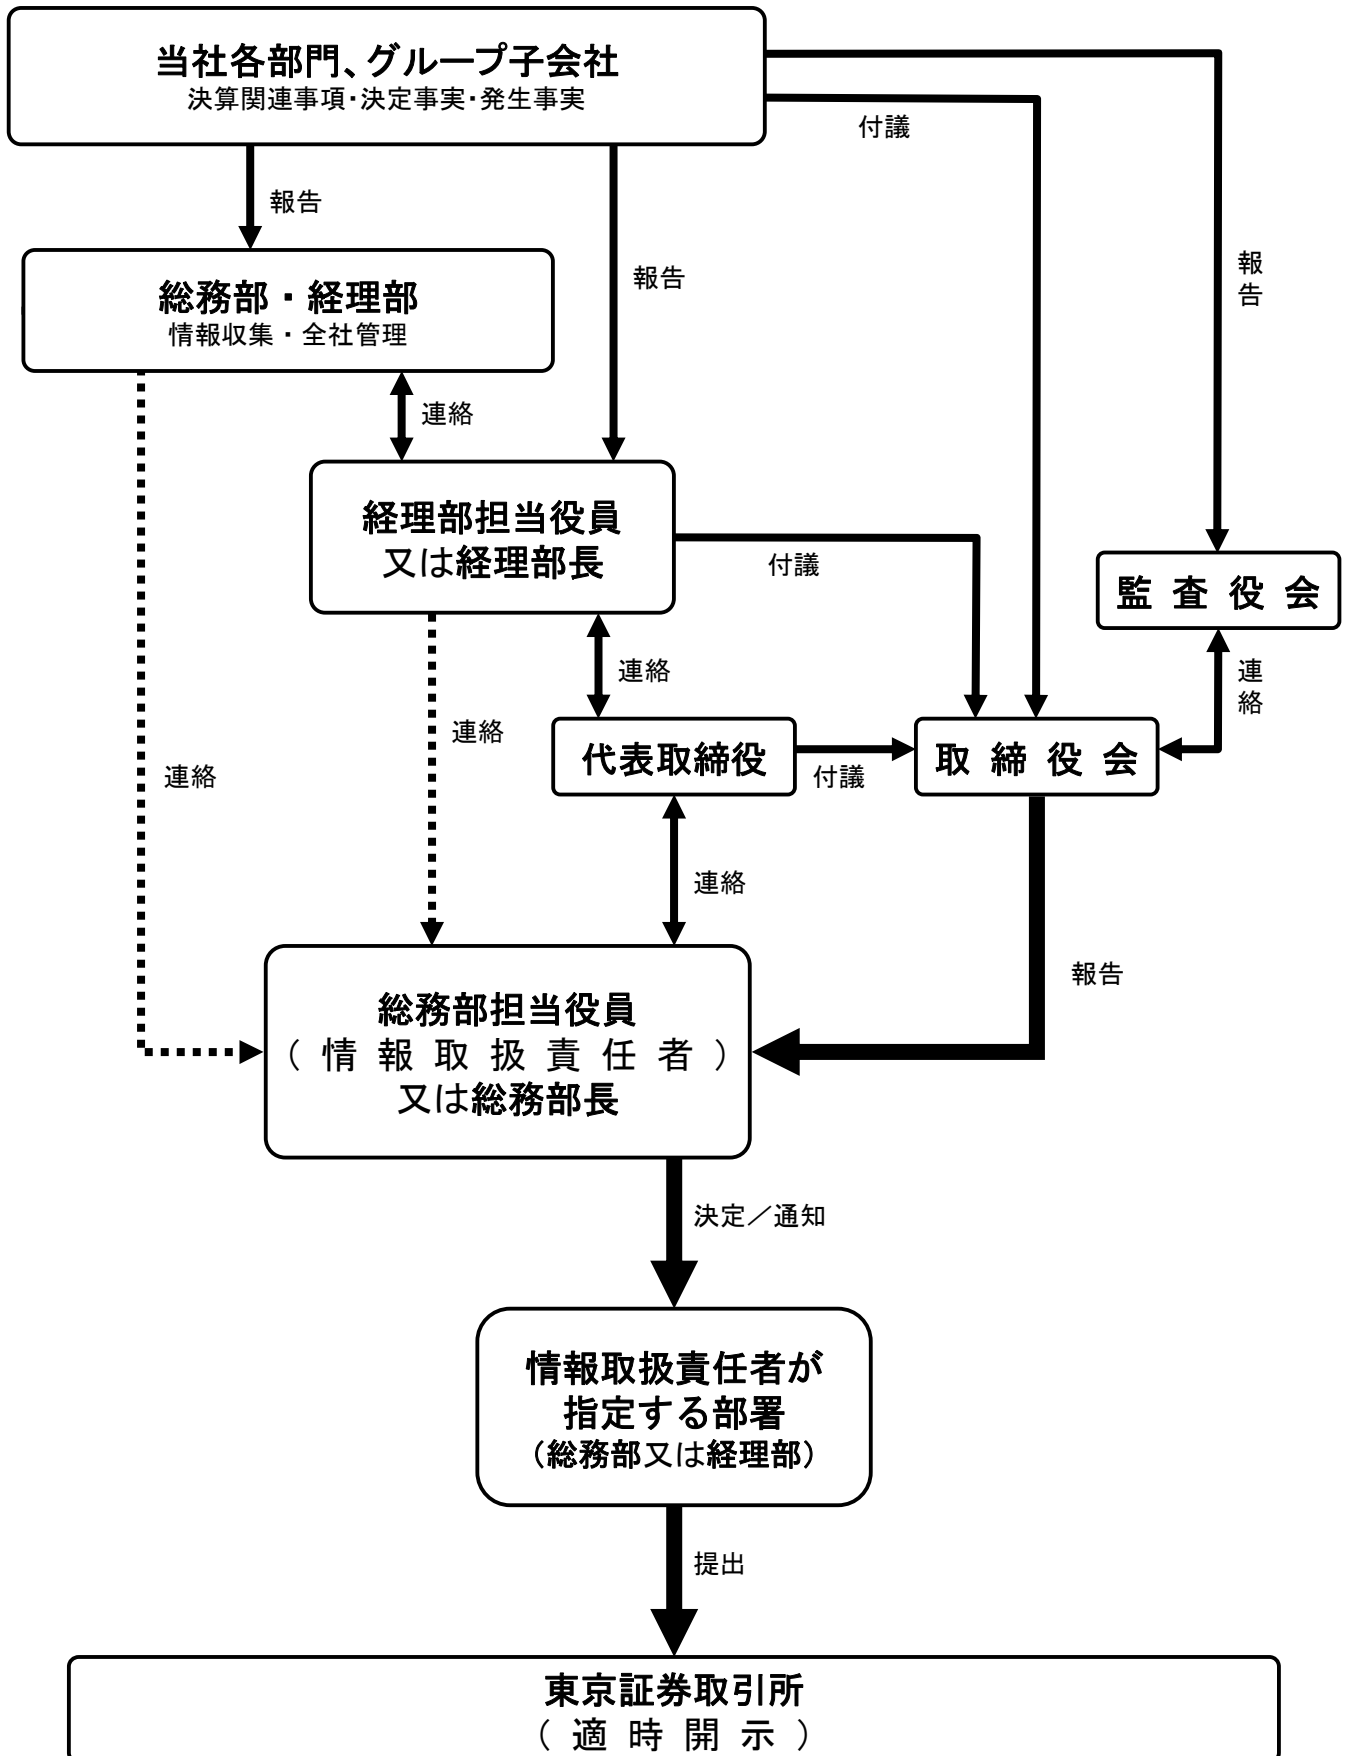 当社各部門、グループ子会社
決算関連事項・決定事実・発生事実
付議
報告
報告
報告
総務部・経理部
情報収集・全社管理
連絡
経理部担当役員
又は経理部長
付議
監査役会
連絡
連絡
連絡
連絡
代表取締役
付議
取締役会
連絡
報告
総務部担当役員
（情報取扱責任者）
又は総務部長
決定／通知
情報取扱責任者が
指定する部署
（総務部又は経理部）
提出
東京証券取引所
（適時開示）